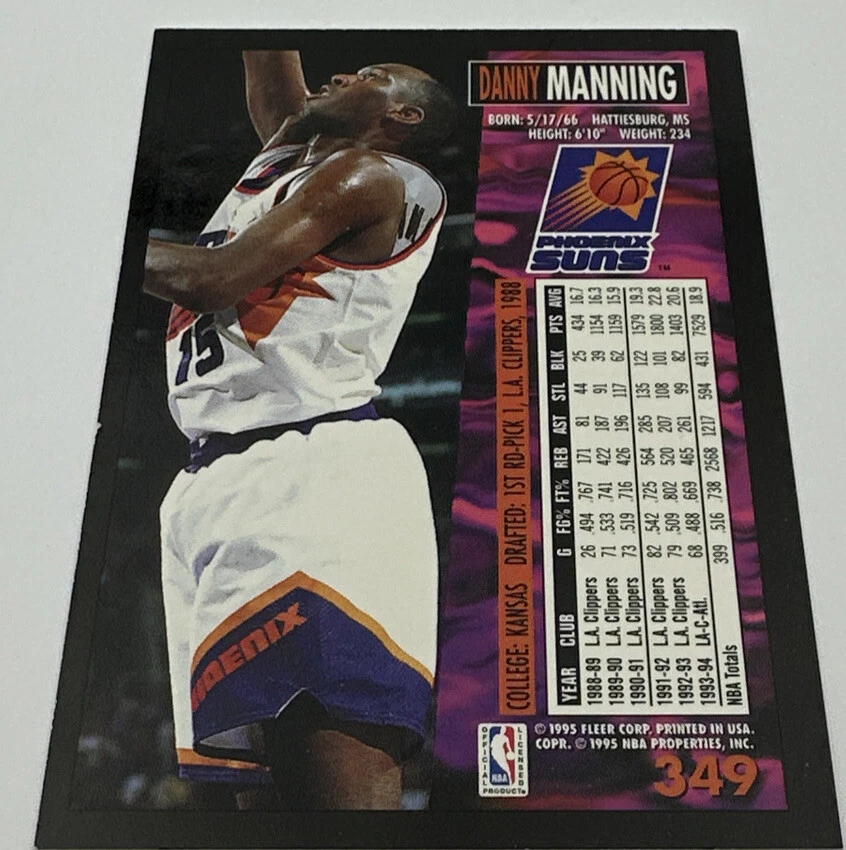 DANNY MANNING
BORN: 5/17/66 HATTIESBURG, MS
HEIGHT: 6'10" WEIGHT: 234
PHOENIX
SUNS™
15
PHOENIX
COLLEGE: KANSAS DRAFTED: 1ST RD-PICK 1, L.A. CLIPPERS, 1988
YEAR CLUB G FG% FT% REB AST STL BLK PTS AVG
1988-89 L.A. Clippers 26 .494 .767 171 81 44 25 434 16.7
1989-90 L.A. Clippers 71 .533 .741 422 187 91 39 1154 16.3
1990-91 L.A. Clippers 73 .519 .716 426 196 117 62 1159 15.9
1991-92 L.A. Clippers 82 .542 .725 564 285 135 122 1579 19.3
1992-93 L.A. Clippers 79 .509 .802 520 207 108 101 1800 22.8
1993-94 LA-C-Atl. 68 .488 .669 465 261 99 82 1403 20.6
NBA Totals 399 .516 .738 2568 1217 594 431 7529 18.9
OFFICIAL LICENSED
NBA
PRODUCT
© 1995 FLEER CORP. PRINTED IN USA.
COPR. © 1995 NBA PROPERTIES, INC.
349